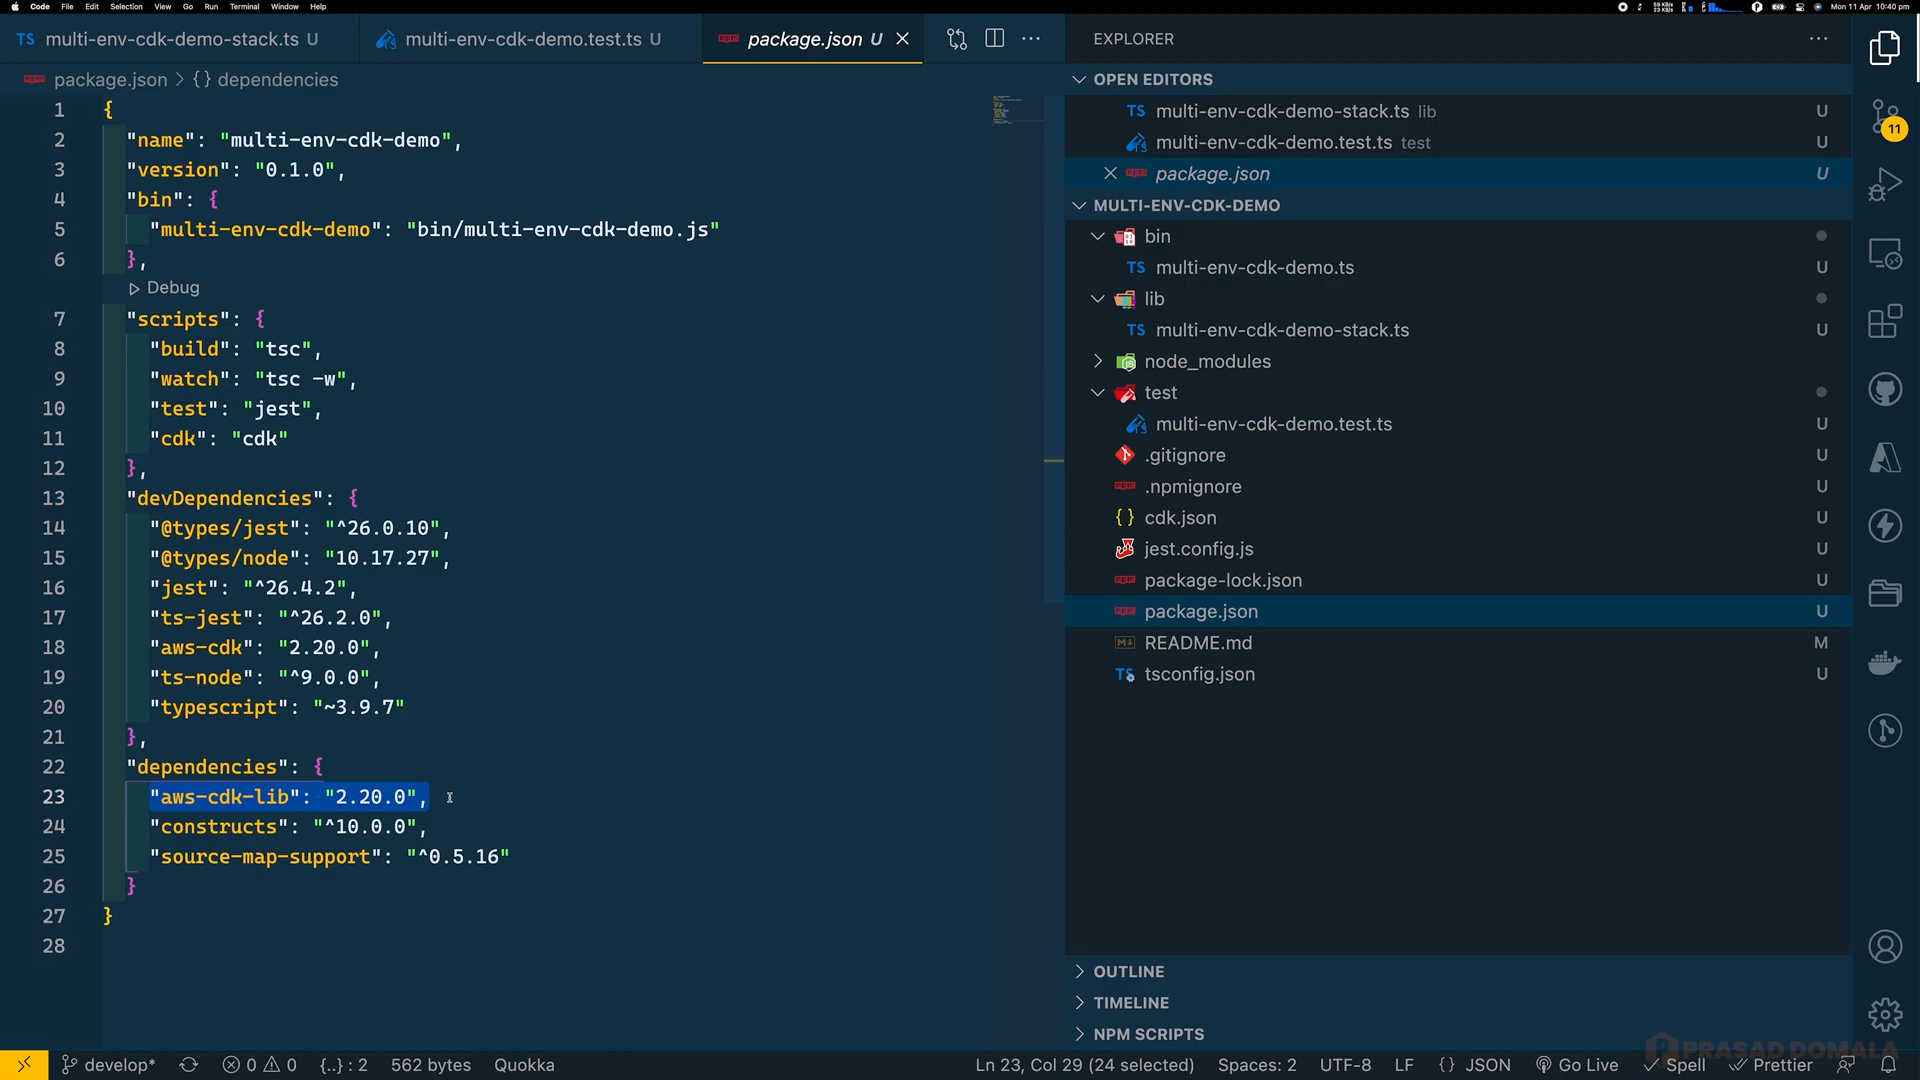 Code File Edit Selection View Go Run Terminal Window Help
Mon 11 Apr 10:40 pm
TS multi-env-cdk-demo-stack.ts U
multi-env-cdk-demo.test.ts U
package.json U
package.json > {} dependencies
1 {
2 "name": "multi-env-cdk-demo",
3 "version": "0.1.0",
4 "bin": {
5 "multi-env-cdk-demo": "bin/multi-env-cdk-demo.js"
6 },
Debug
7 "scripts": {
8 "build": "tsc",
9 "watch": "tsc -w",
10 "test": "jest",
11 "cdk": "cdk"
12 },
13 "devDependencies": {
14 "@types/jest": "^26.0.10",
15 "@types/node": "10.17.27",
16 "jest": "^26.4.2",
17 "ts-jest": "^26.2.0",
18 "aws-cdk": "2.20.0",
19 "ts-node": "^9.0.0",
20 "typescript": "~3.9.7"
21 },
22 "dependencies": {
23 "aws-cdk-lib": "2.20.0",
24 "constructs": "^10.0.0",
25 "source-map-support": "^0.5.16"
26 }
27 }
28
EXPLORER
OPEN EDITORS
TS multi-env-cdk-demo-stack.ts lib U
multi-env-cdk-demo.test.ts test U
package.json U
MULTI-ENV-CDK-DEMO
bin
TS multi-env-cdk-demo.ts U
lib
TS multi-env-cdk-demo-stack.ts U
node_modules
test
multi-env-cdk-demo.test.ts U
.gitignore U
.npmignore U
{} cdk.json U
jest.config.js U
package-lock.json U
package.json U
README.md M
TS tsconfig.json U
OUTLINE
TIMELINE
NPM SCRIPTS
11
PRASAD DOMALA
develop* 0 0 {..} : 2 562 bytes Quokka
Ln 23, Col 29 (24 selected) Spaces: 2 UTF-8 LF {} JSON Go Live Spell Prettier